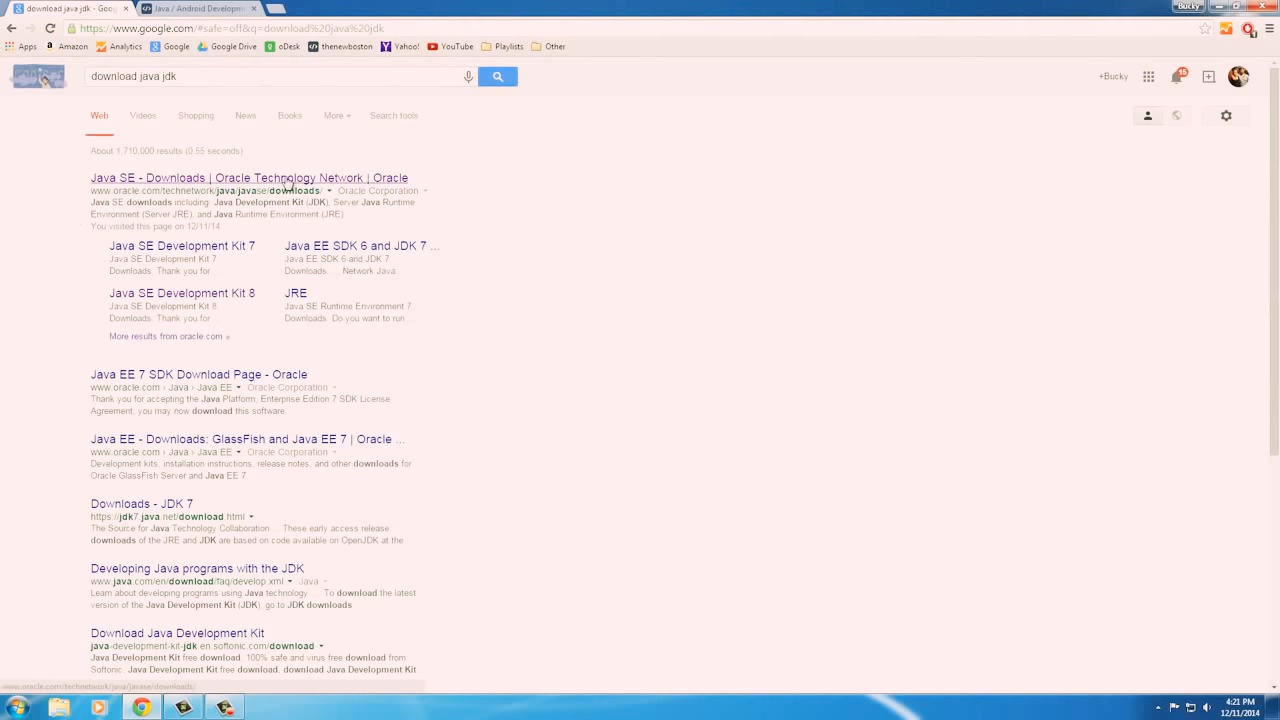 download java jdk - Goo
Java / Android Developm
Bucky
https://www.google.com/#safe=off&q=download%20java%20jdk
Apps
Amazon
Analytics
Google
Google Drive
oDesk
thenewboston
Yahoo!
YouTube
Playlists
Other
download java jdk
+Bucky
15
Web
Videos
Shopping
News
Books
More
Search tools
About 1,710,000 results (0.55 seconds)
Java SE - Downloads | Oracle Technology Network | Oracle
www.oracle.com/technetwork/java/javase/downloads/ Oracle Corporation
Java SE downloads including: Java Development Kit (JDK), Server Java Runtime
Environment (Server JRE), and Java Runtime Environment (JRE)
You visited this page on 12/11/14.
Java SE Development Kit 7
Java SE Development Kit 7
Downloads. Thank you for
Java EE SDK 6 and JDK 7 ...
Java EE SDK 6 and JDK 7
Downloads. ... Network Java.
Java SE Development Kit 8
Java SE Development Kit 8
Downloads. Thank you for
JRE
Java SE Runtime Environment 7
Downloads. Do you want to run ...
More results from oracle.com »
Java EE 7 SDK Download Page - Oracle
www.oracle.com › Java › Java EE Oracle Corporation
Thank you for accepting the Java Platform, Enterprise Edition 7 SDK License
Agreement, you may now download this software.
Java EE - Downloads: GlassFish and Java EE 7 | Oracle ...
www.oracle.com › Java › Java EE Oracle Corporation
Development kits, installation instructions, release notes, and other downloads for
Oracle GlassFish Server and Java EE 7.
Downloads - JDK 7
https://jdk7.java.net/download.html
The Source for Java Technology Collaboration ... These early access release
downloads of the JRE and JDK are based on code available on OpenJDK at the
Developing Java programs with the JDK
www.java.com/en/download/faq/develop.xml Java
Learn about developing programs using Java technology ... To download the latest
version of the Java Development Kit (JDK), go to JDK downloads
Download Java Development Kit
java-development-kit-jdk.en.softonic.com/download
Java Development Kit free download. 100% safe and virus free download from
Softonic. Java Development Kit free download, download Java Development Kit
www.oracle.com/technetwork/java/javase/downloads/
4:21 PM
12/11/2014